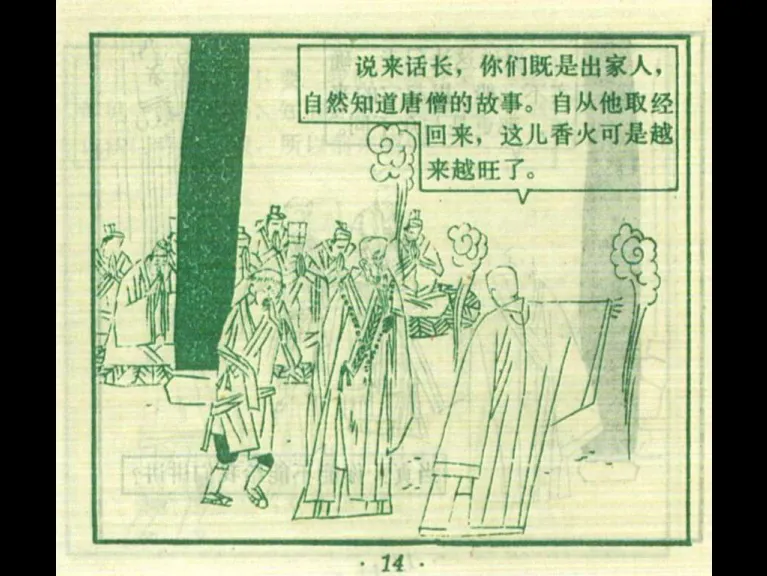 说来话长，你们既是出家人，
自然知道唐僧的故事。自从他取经
回来，这儿香火可是越
来越旺了。
· 14 ·